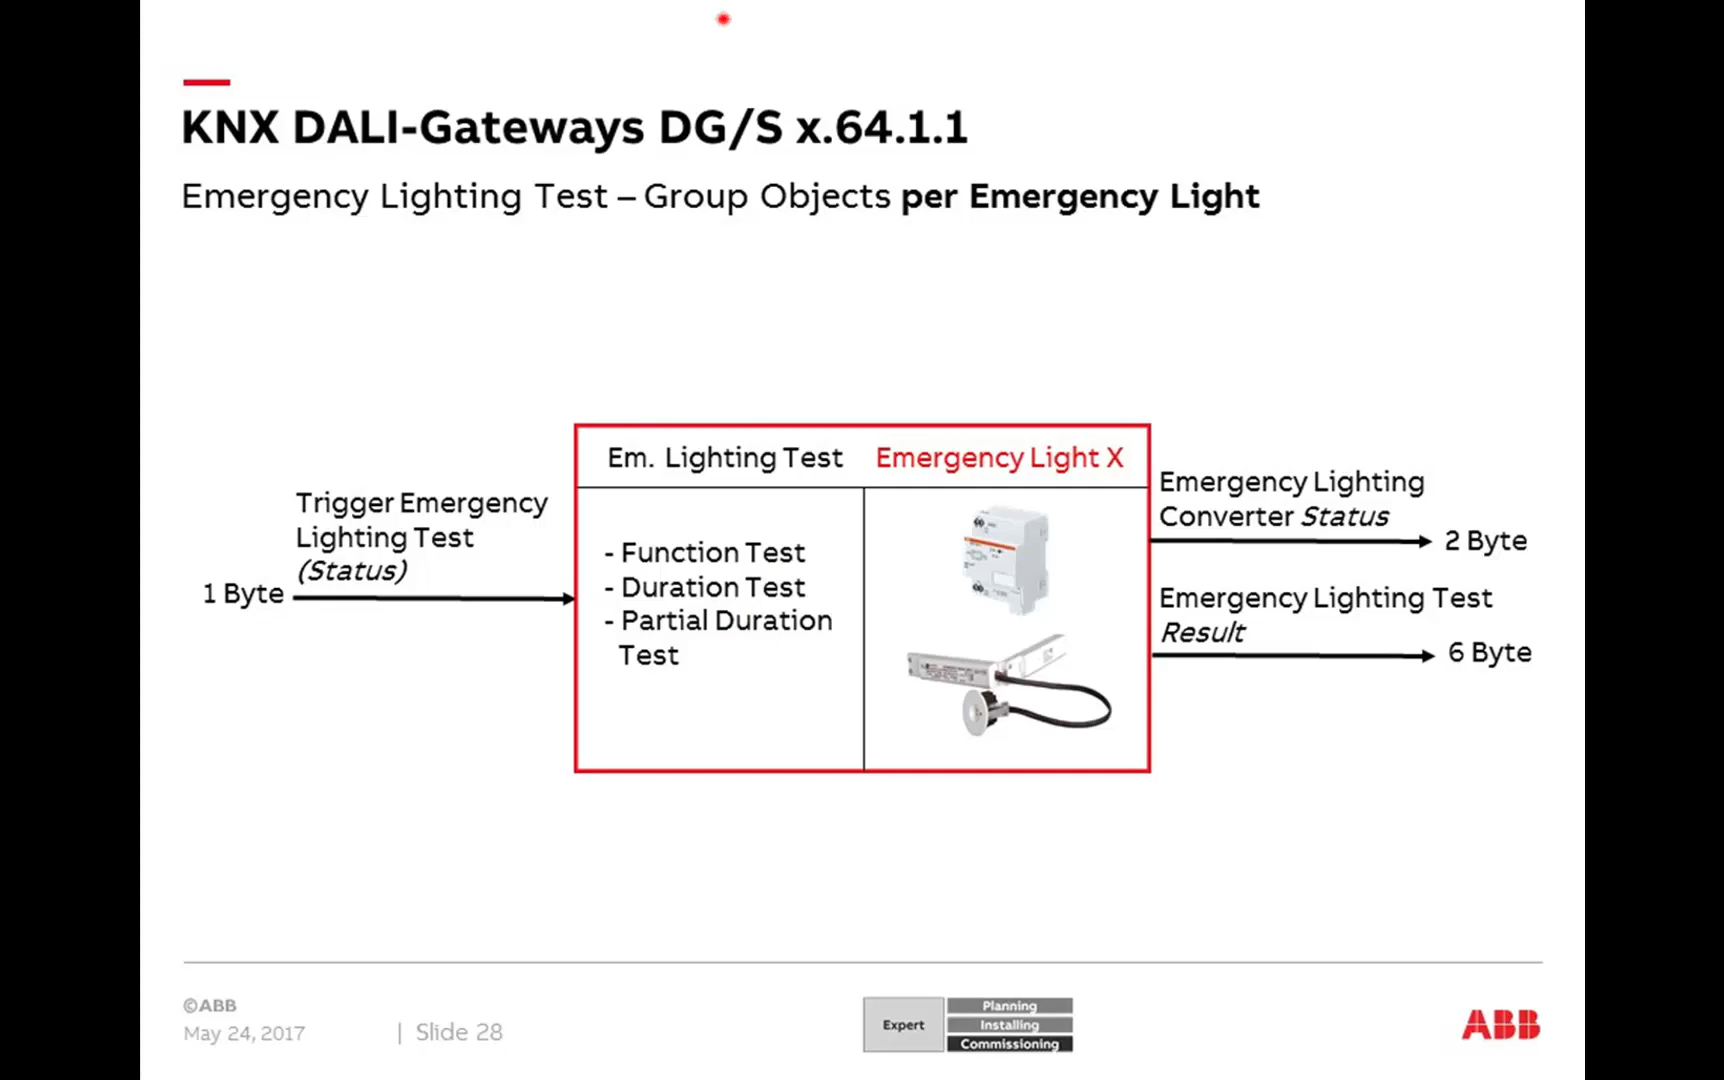 KNX DALI-Gateways DG/S x.64.1.1
Emergency Lighting Test – Group Objects per Emergency Light
Trigger Emergency
Lighting Test
(Status)
1 Byte
Em. Lighting Test
Emergency Light X
- Function Test
- Duration Test
- Partial Duration
Test
Emergency Lighting
Converter Status
2 Byte
Emergency Lighting Test
Result
6 Byte
©ABB
May 24, 2017
| Slide 28
Expert
Planning
Installing
Commissioning
ABB